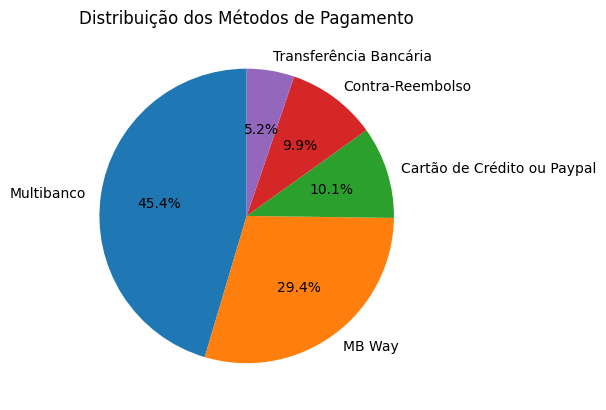 Distribuição dos Métodos de Pagamento
Transferência Bancária
Contra-Reembolso
5.2%
9.9%
Cartão de Crédito ou Paypal
10.1%
Multibanco
45.4%
29.4%
MB Way